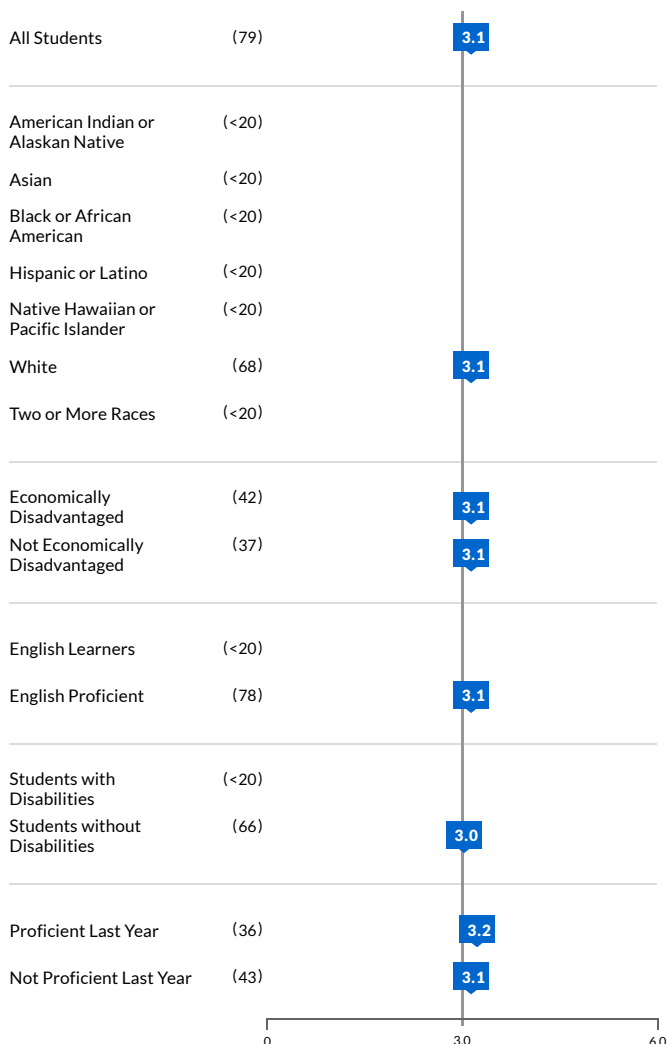 All Students (79) 3.1
American Indian or (<20)
Alaskan Native
Asian (<20)
Black or African (<20)
American
Hispanic or Latino (<20)
Native Hawaiian or (<20)
Pacific Islander
White (68) 3.1
Two or More Races (<20)
Economically (42) 3.1
Disadvantaged
Not Economically (37) 3.1
Disadvantaged
English Learners (<20)
English Proficient (78) 3.1
Students with (<20)
Disabilities
Students without (66) 3.0
Disabilities
Proficient Last Year (36) 3.2
Not Proficient Last Year (43) 3.1
0 3.0 6.0